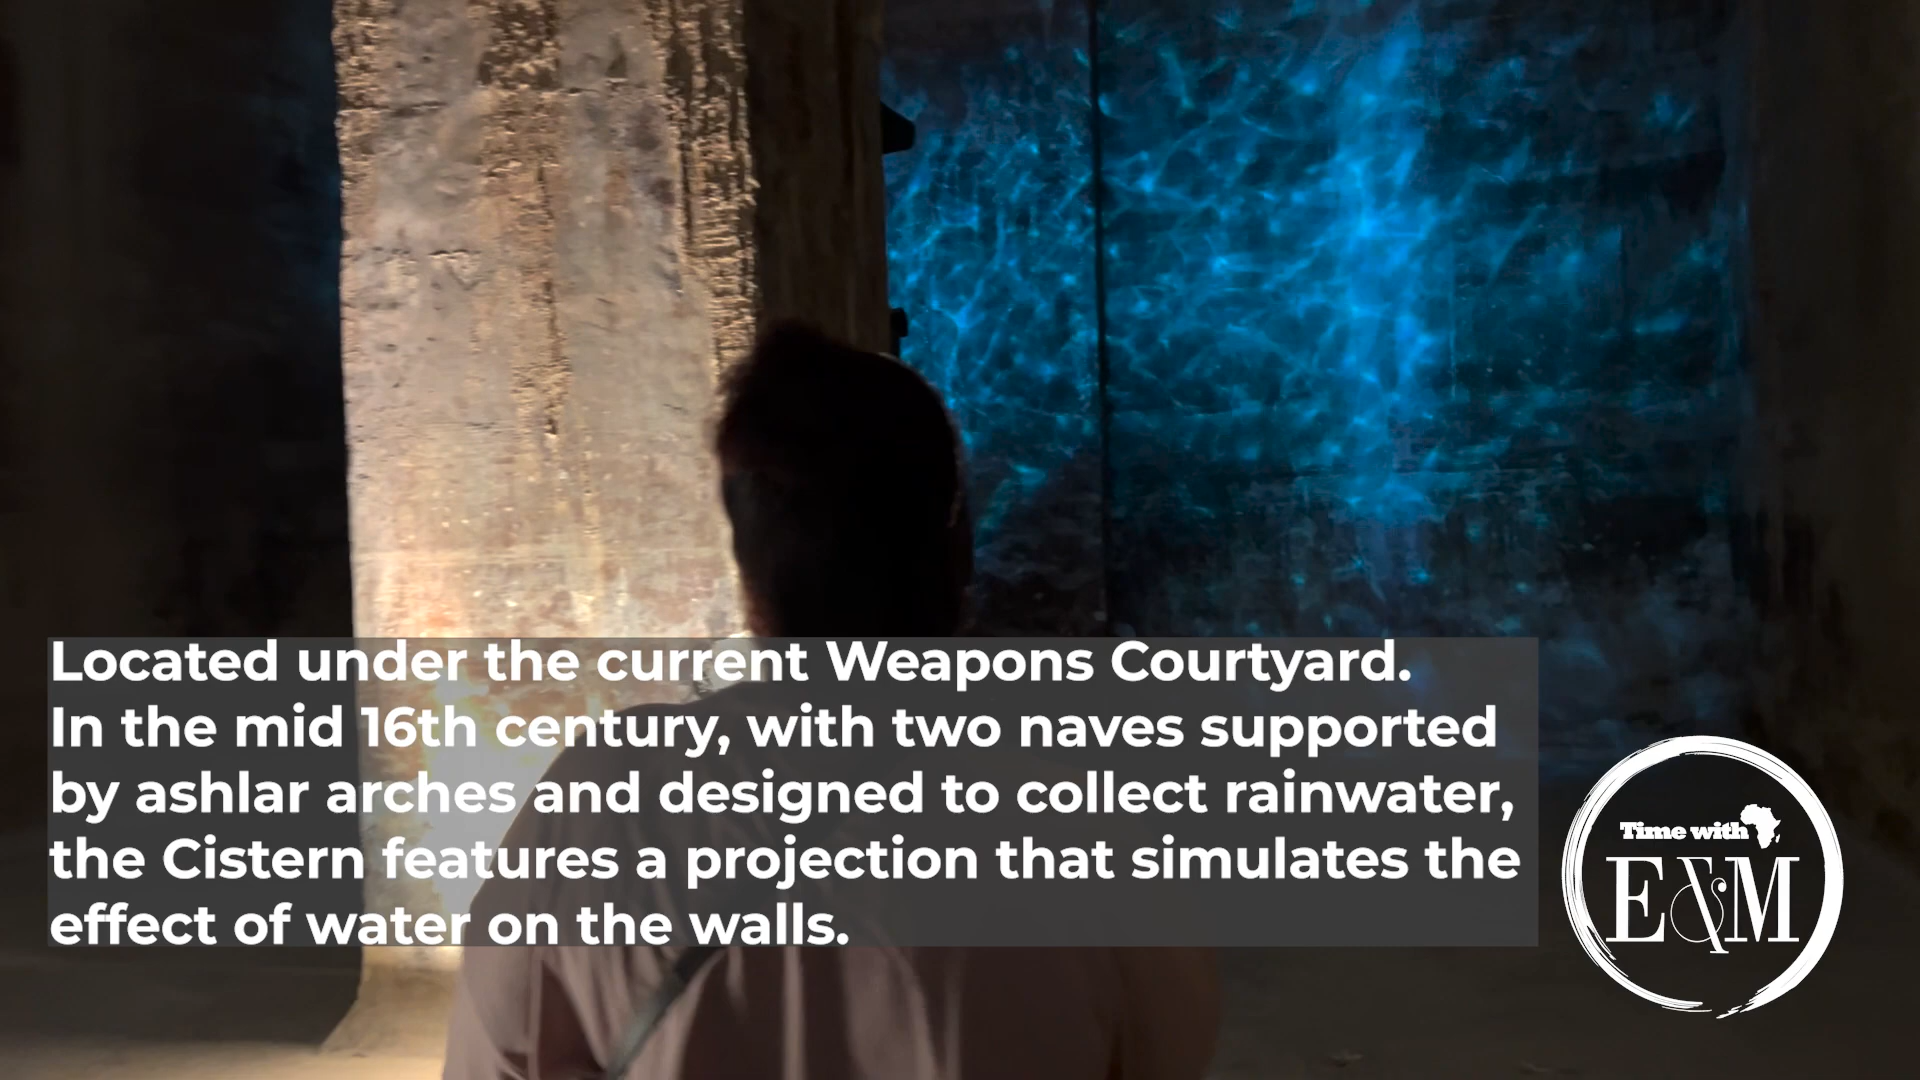 Located under the current Weapons Courtyard.
In the mid 16th century, with two naves supported
by ashlar arches and designed to collect rainwater,
the Cistern features a projection that simulates the
effect of water on the walls.
Time with
E&M